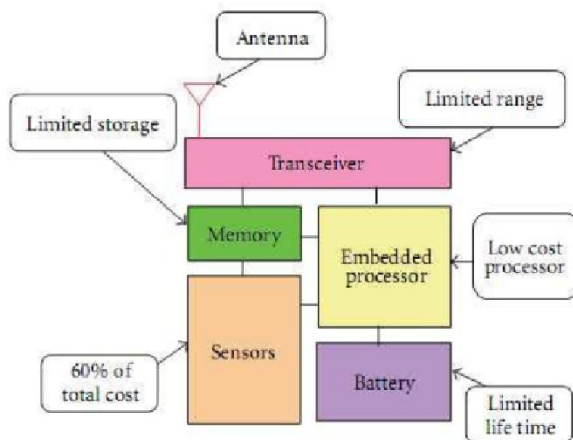 Antenna
Limited storage
Limited range
Transceiver
Memory
Embedded
processor
Low cost
processor
Sensors
60% of
total cost
Battery
Limited
life time